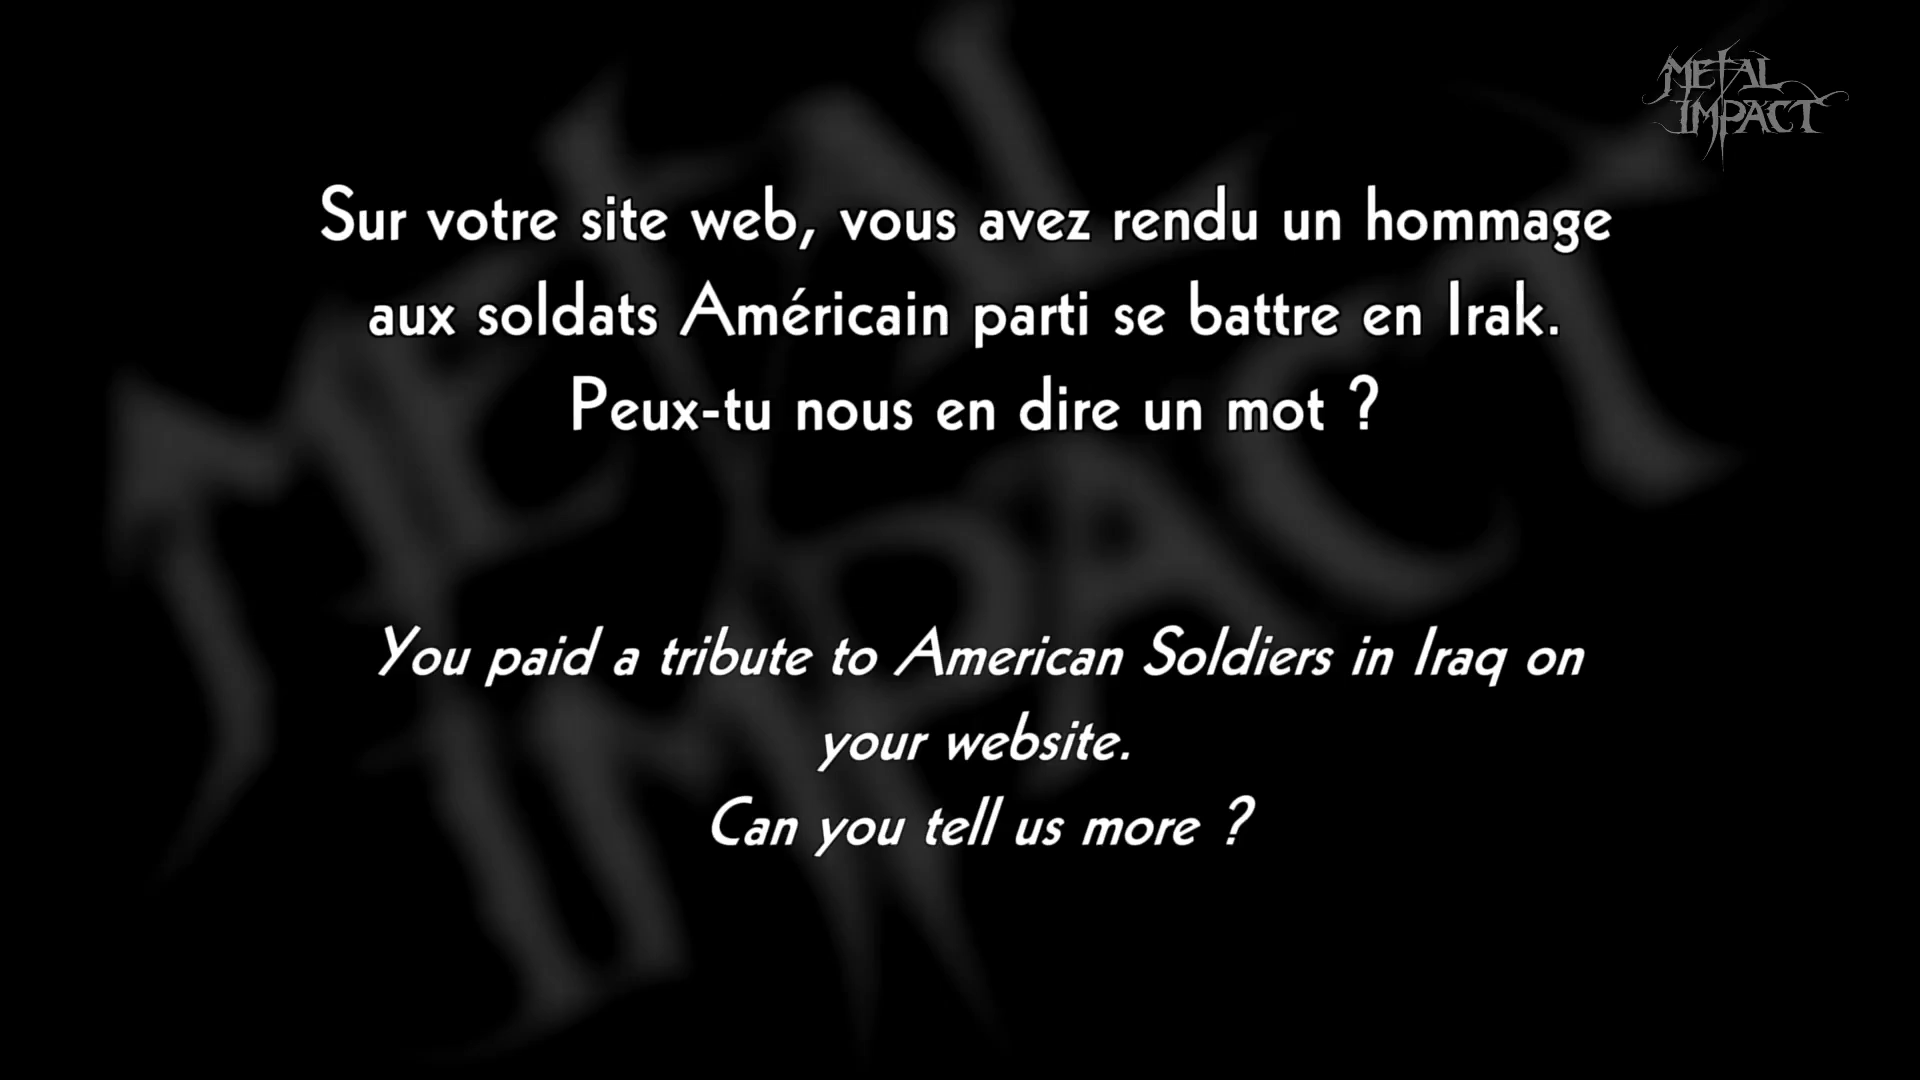 METAL
IMPACT
Sur votre site web, vous avez rendu un hommage
aux soldats Américain parti se battre en Irak.
Peux-tu nous en dire un mot ?
You paid a tribute to American Soldiers in Iraq on
your website.
Can you tell us more ?
METAL
IMPACT